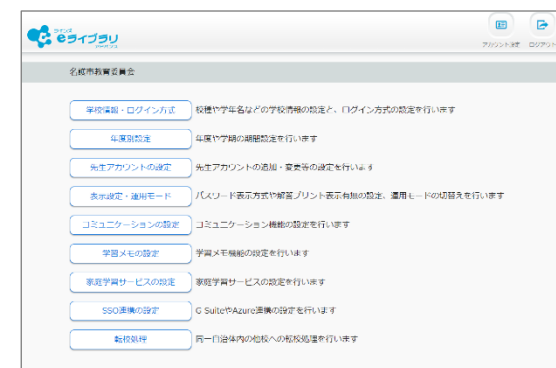 ラインズ
eライブラリ
アドバンス
アカウント設定
ログアウト
名越市教育委員会
学校情報・ログイン方式 校種や学年名などの学校情報の設定と、ログイン方式の設定を行います
年度別設定 年度や学期の期間設定を行います
先生アカウントの設定 先生アカウントの追加・変更等の設定を行います
表示設定・運用モード パスワード表示方式や解答プリント表示有無の設定、運用モードの切替えを行います
コミュニケーションの設定 コミュニケーション機能の設定を行います
学習メモの設定 学習メモ機能の設定を行います
家庭学習サービスの設定 家庭学習サービスの設定を行います
SSO連携の設定 G SuiteやAzure連携の設定を行います
転校処理 同一自治体内の他校への転校処理を行います